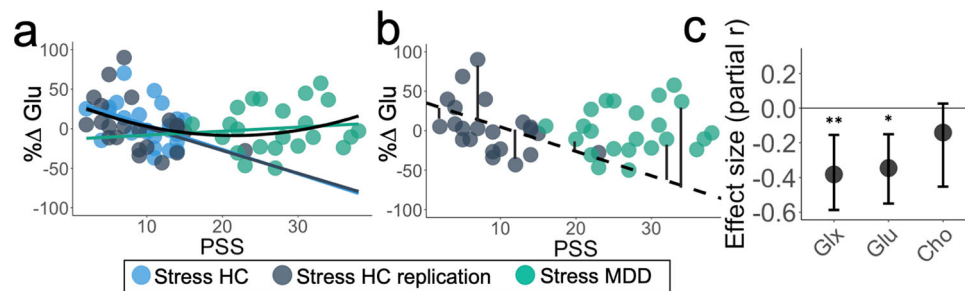 a
%Δ Glu
100
50
0
-50
-100
10
20
30
PSS
b
%Δ Glu
100
50
0
-50
-100
10
20
30
PSS
c
Effect size (partial r)
0.2
0.0
-0.2
-0.4
-0.6
**
*
Glx
Glu
Cho
Stress HC
Stress HC replication
Stress MDD